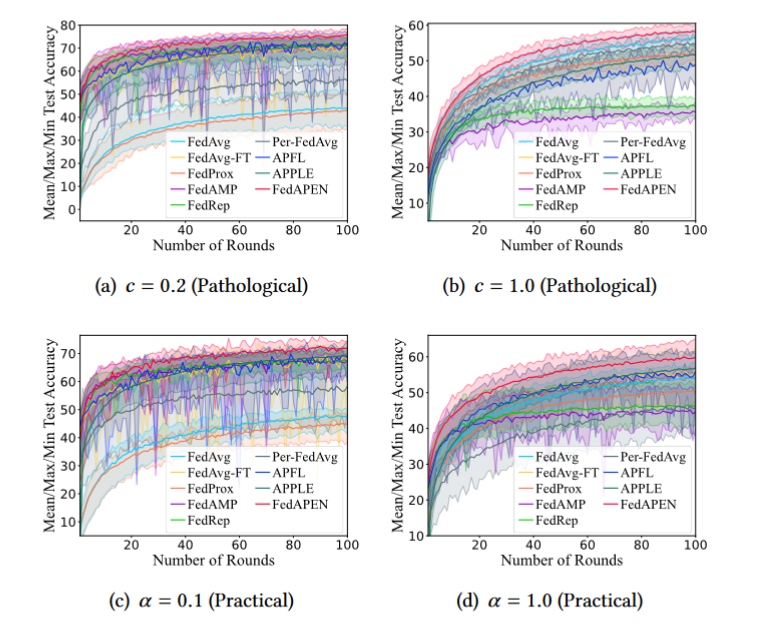 Mean/Max/Min Test Accuracy
80
70
60
50
40
30
20
10
0
FedAvg
FedAvg-FT
FedProx
FedAMP
FedRep
Per-FedAvg
APFL
APPLE
FedAPEN
20 40 60 80 100
Number of Rounds
(a) c = 0.2 (Pathological)
Mean/Max/Min Test Accuracy
60
50
40
30
20
10
FedAvg
FedAvg-FT
FedProx
FedAMP
FedRep
Per-FedAvg
APFL
APPLE
FedAPEN
20 40 60 80 100
Number of Rounds
(b) c = 1.0 (Pathological)
Mean/Max/Min Test Accuracy
70
60
50
40
30
20
10
FedAvg
FedAvg-FT
FedProx
FedAMP
FedRep
Per-FedAvg
APFL
APPLE
FedAPEN
20 40 60 80 100
Number of Rounds
(c) α = 0.1 (Practical)
Mean/Max/Min Test Accuracy
60
50
40
30
20
10
FedAvg
FedAvg-FT
FedProx
FedAMP
FedRep
Per-FedAvg
APFL
APPLE
FedAPEN
20 40 60 80 100
Number of Rounds
(d) α = 1.0 (Practical)